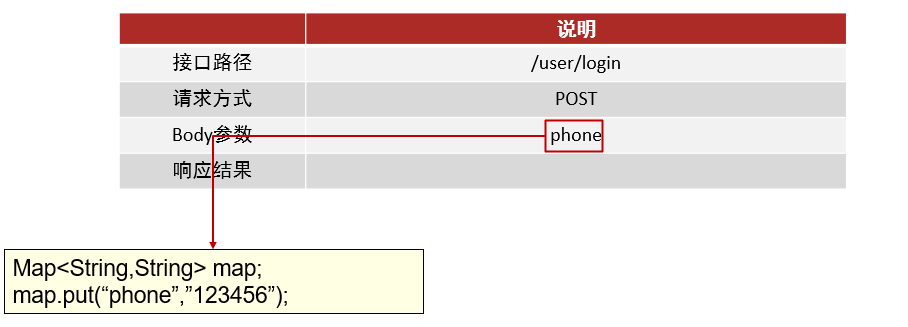 说明
接口路径 /user/login
请求方式 POST
Body参数 phone
响应结果
Map<String,String> map;
map.put(“phone”,”123456”);